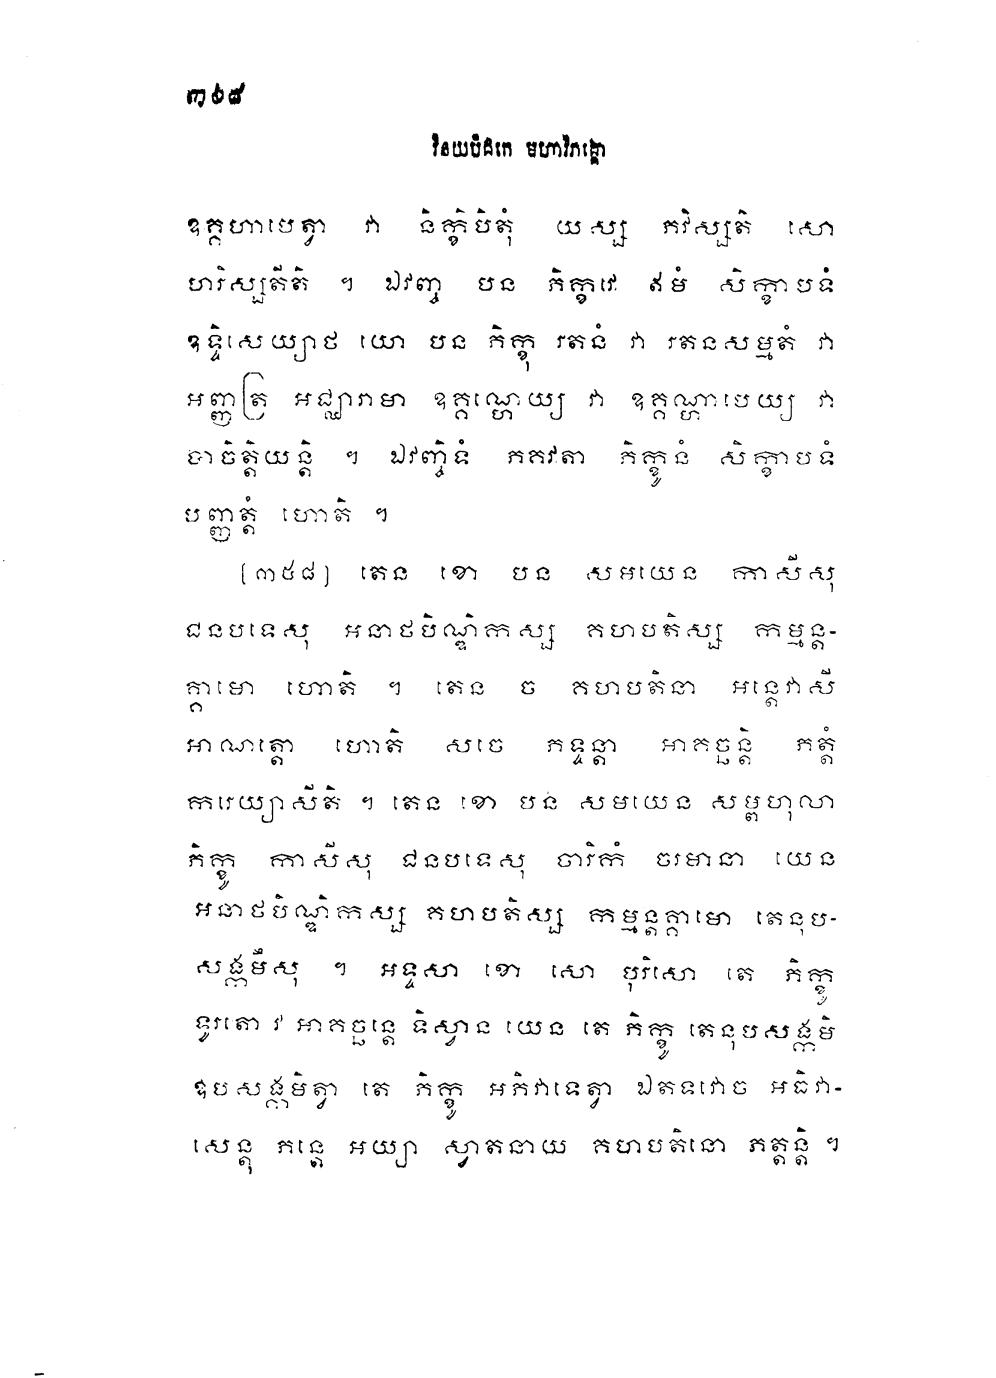 ៣៦៨
វិនយបិដកេ មហាវិភង្គោ
ឧគ្គហាបេត្វា វា និក្ខិបិតុំ យស្ស ភវិស្សតិ សោ
ហរិស្សតីតិ ។ ឯវញ្ច បន ភិក្ខវេ ឥមំ សិក្ខាបទំ
ឧទ្ទិសេយ្យាថ យោ បន ភិក្ខុ រតនំ វា រតនសម្មតំ វា
អញ្ញត្រ អជ្ឈារាមា ឧគ្គណ្ហេយ្យ វា ឧគ្គណ្ហាបេយ្យ វា
បាចិត្តិយន្តិ ។ ឯវញ្ចិទំ ភគវតា ភិក្ខូនំ សិក្ខាបទំ
បញ្ញត្តំ ហោតិ ។
[៣៥៨] តេន ខោ បន សមយេន កាសីសុ
ជនបទេសុ អនាថបិណ្ឌិកស្ស គហបតិស្ស កម្មន្ត-
គ្គាមោ ហោតិ ។ តេន ច គហបតិនា អន្តេវាសី
អាណត្តោ ហោតិ សចេ ភទ្ទន្តា អាគច្ឆន្តិ ភត្តំ
ករេយ្យាសីតិ ។ តេន ខោ បន សមយេន សម្ពហុលា
ភិក្ខូ កាសីសុ ជនបទេសុ ចារិកំ ចរមានា យេន
អនាថបិណ្ឌិកស្ស គហបតិស្ស កម្មន្តគ្គាមោ តេនុប-
សង្កមឹសុ ។ អទ្ទសា ខោ សោ បុរិសោ តេ ភិក្ខូ
ទូរតោ វ អាគច្ឆន្តេ ទិស្វាន យេន តេ ភិក្ខូ តេនុបសង្កមិ
ឧបសង្កមិត្វា តេ ភិក្ខូ អភិវាទេត្វា ឯតទវោច អធិវា-
សេន្តុ ភន្តេ អយ្យា ស្វាតនាយ គហបតិនោ ភត្តន្តិ ។